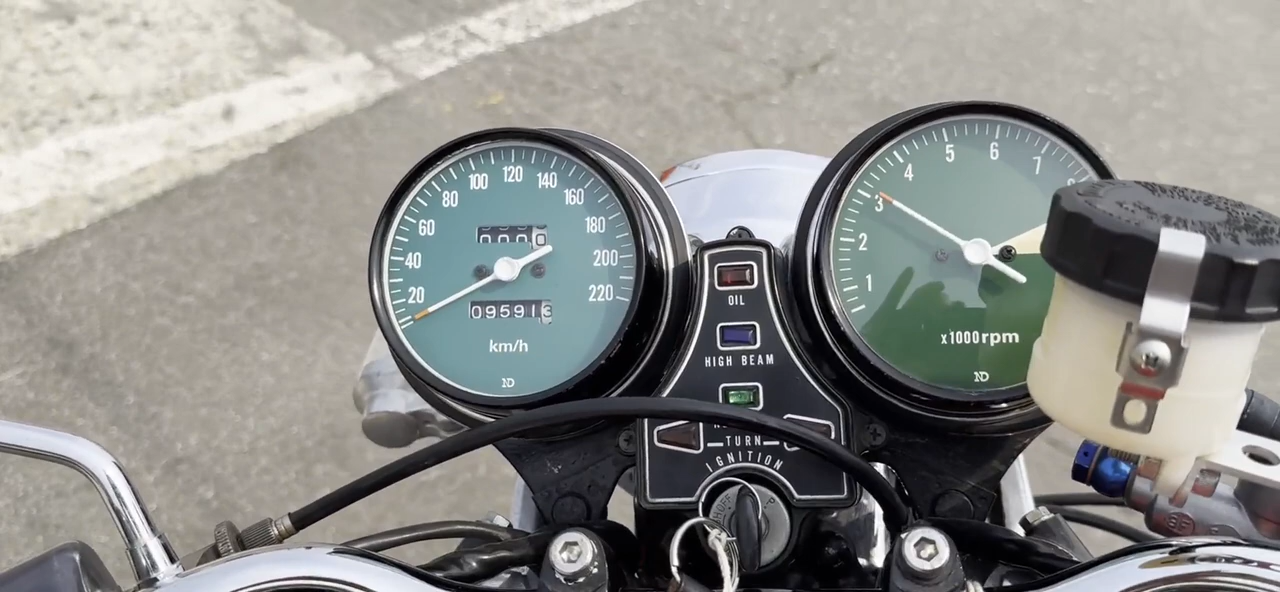 20 40 60 80 100 120 140 160 180 200 220
0000
095913
km/h
ND
OIL
HIGH BEAM
TURN
IGNITION
1 2 3 4 5 6 7
x1000rpm
ND